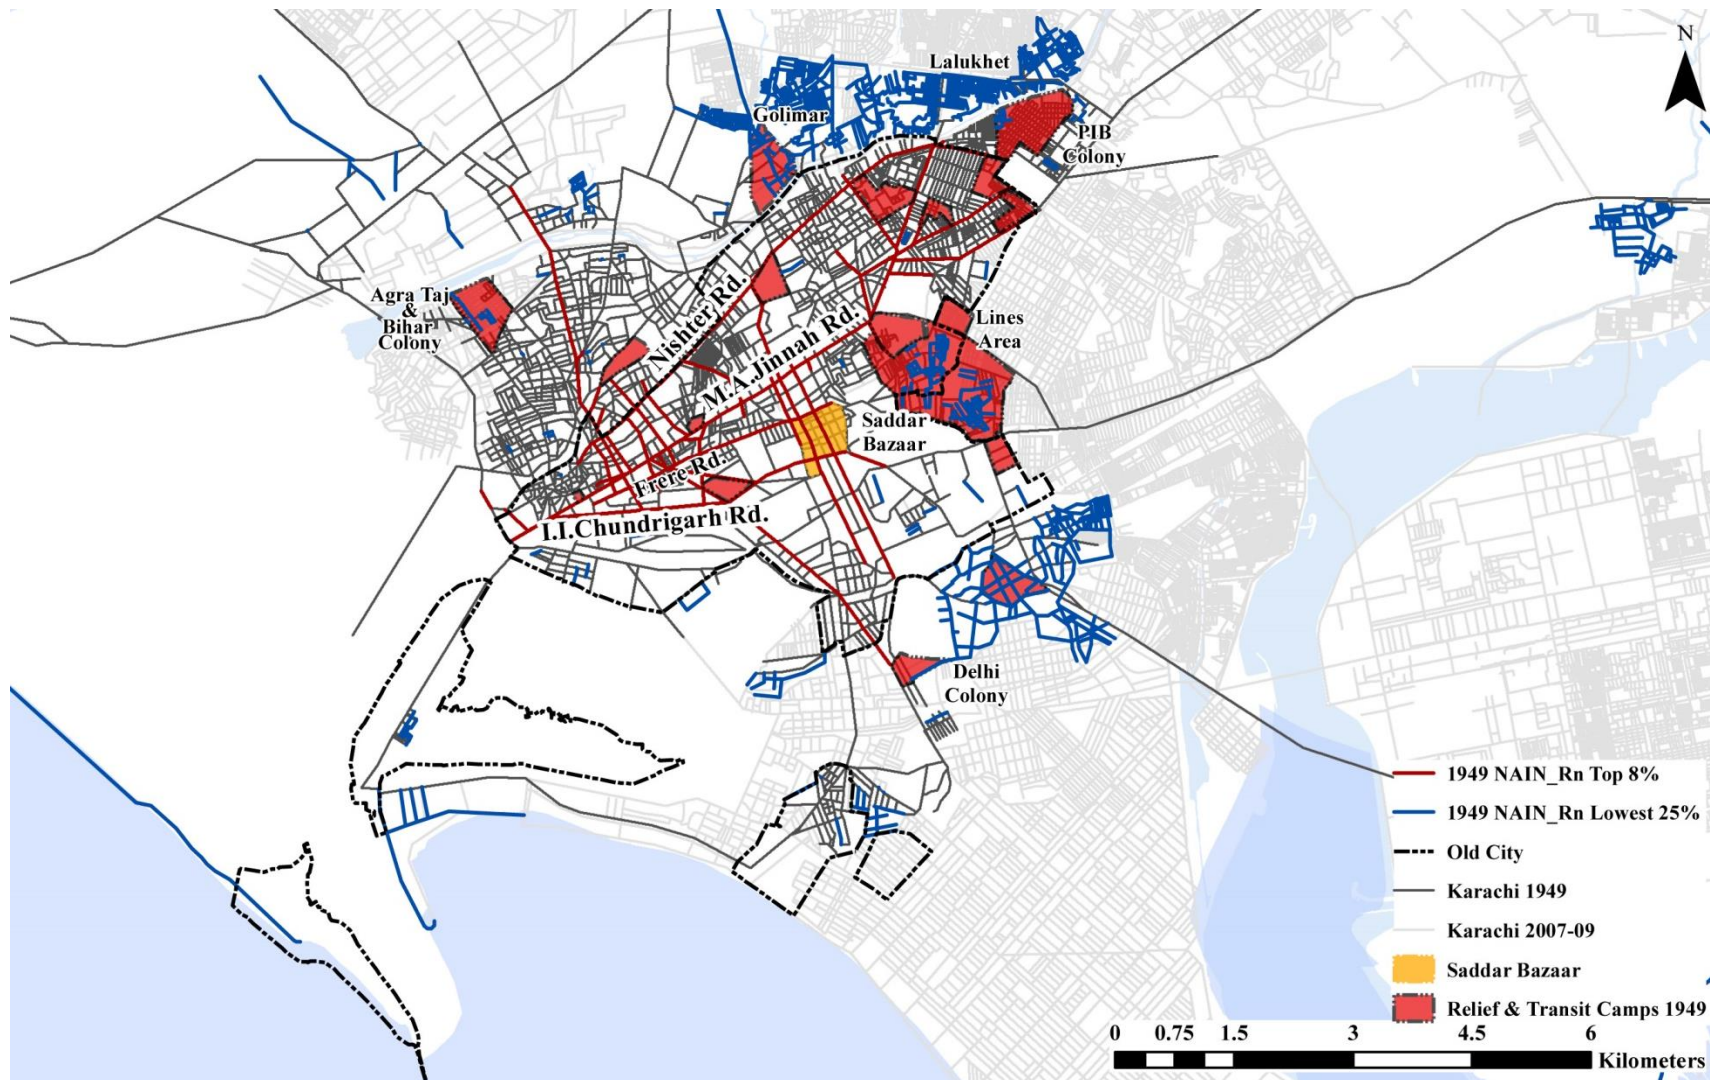 N
Lalukhet
Golimar
PIB
Colony
Agra Taj
&
Bihar
Colony
Nishter Rd.
M.A.Jinnah Rd.
Lines
Area
Saddar
Bazaar
Frere Rd.
I.I.Chundrigarh Rd.
Delhi
Colony
1949 NAIN_Rn Top 8%
1949 NAIN_Rn Lowest 25%
Old City
Karachi 1949
Karachi 2007-09
Saddar Bazaar
Relief & Transit Camps 1949
0 0.75 1.5 3 4.5 6
Kilometers